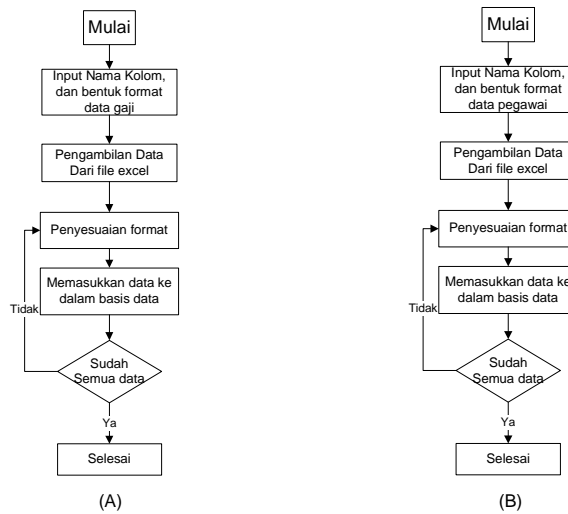 Mulai
Input Nama Kolom,
dan bentuk format
data gaji
Pengambilan Data
Dari file excel
Penyesuaian format
Memasukkan data ke
dalam basis data
Tidak
Sudah
Semua data
Ya
Selesai
(A)
Mulai
Input Nama Kolom,
dan bentuk format
data pegawai
Pengambilan Data
Dari file excel
Penyesuaian format
Memasukkan data ke
dalam basis data
Tidak
Sudah
Semua data
Ya
Selesai
(B)